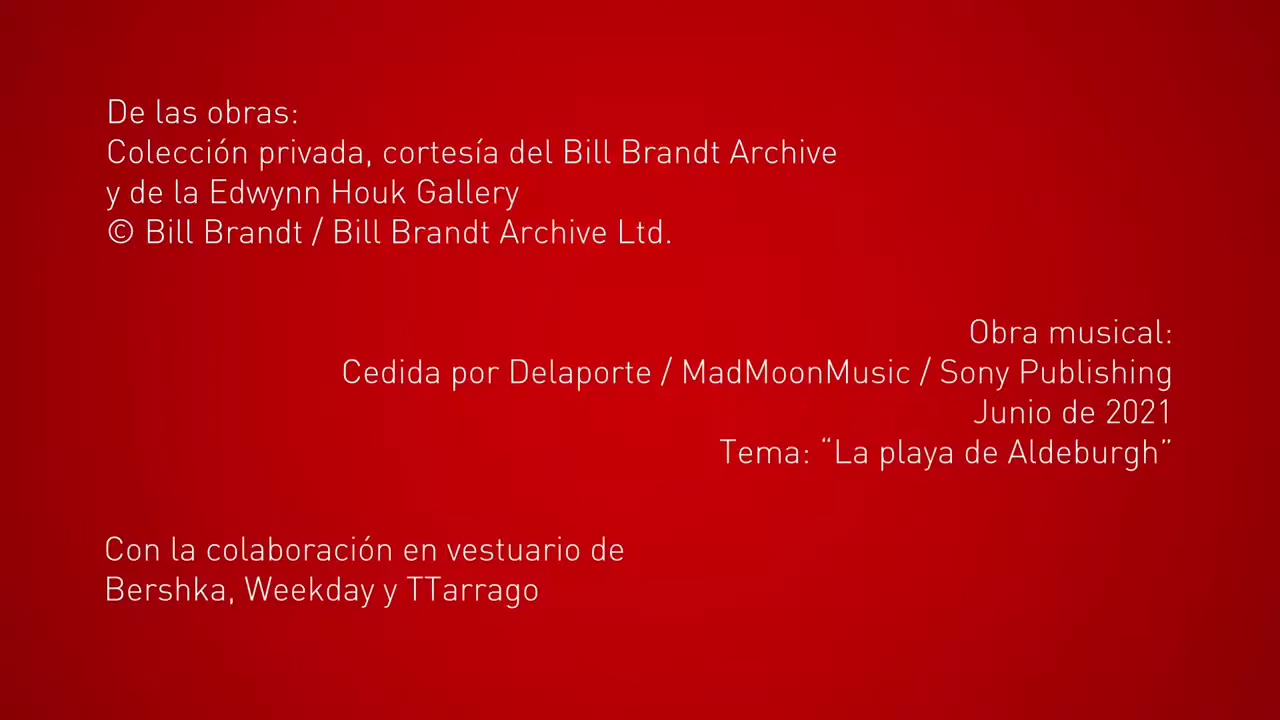 De las obras:
Colección privada, cortesía del Bill Brandt Archive
y de la Edwynn Houk Gallery
© Bill Brandt / Bill Brandt Archive Ltd.
Obra musical:
Cedida por Delaporte / MadMoonMusic / Sony Publishing
Junio de 2021
Tema: “La playa de Aldeburgh”
Con la colaboración en vestuario de
Bershka, Weekday y TTarrago